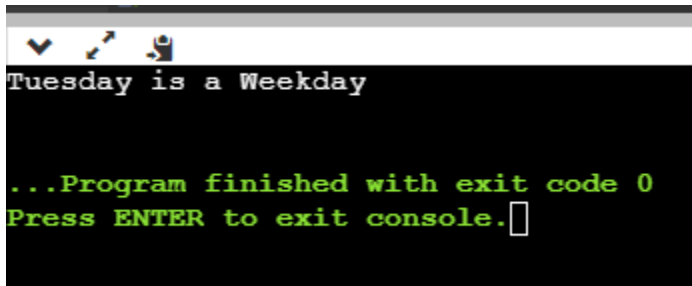 Tuesday is a Weekday
...Program finished with exit code 0
Press ENTER to exit console.